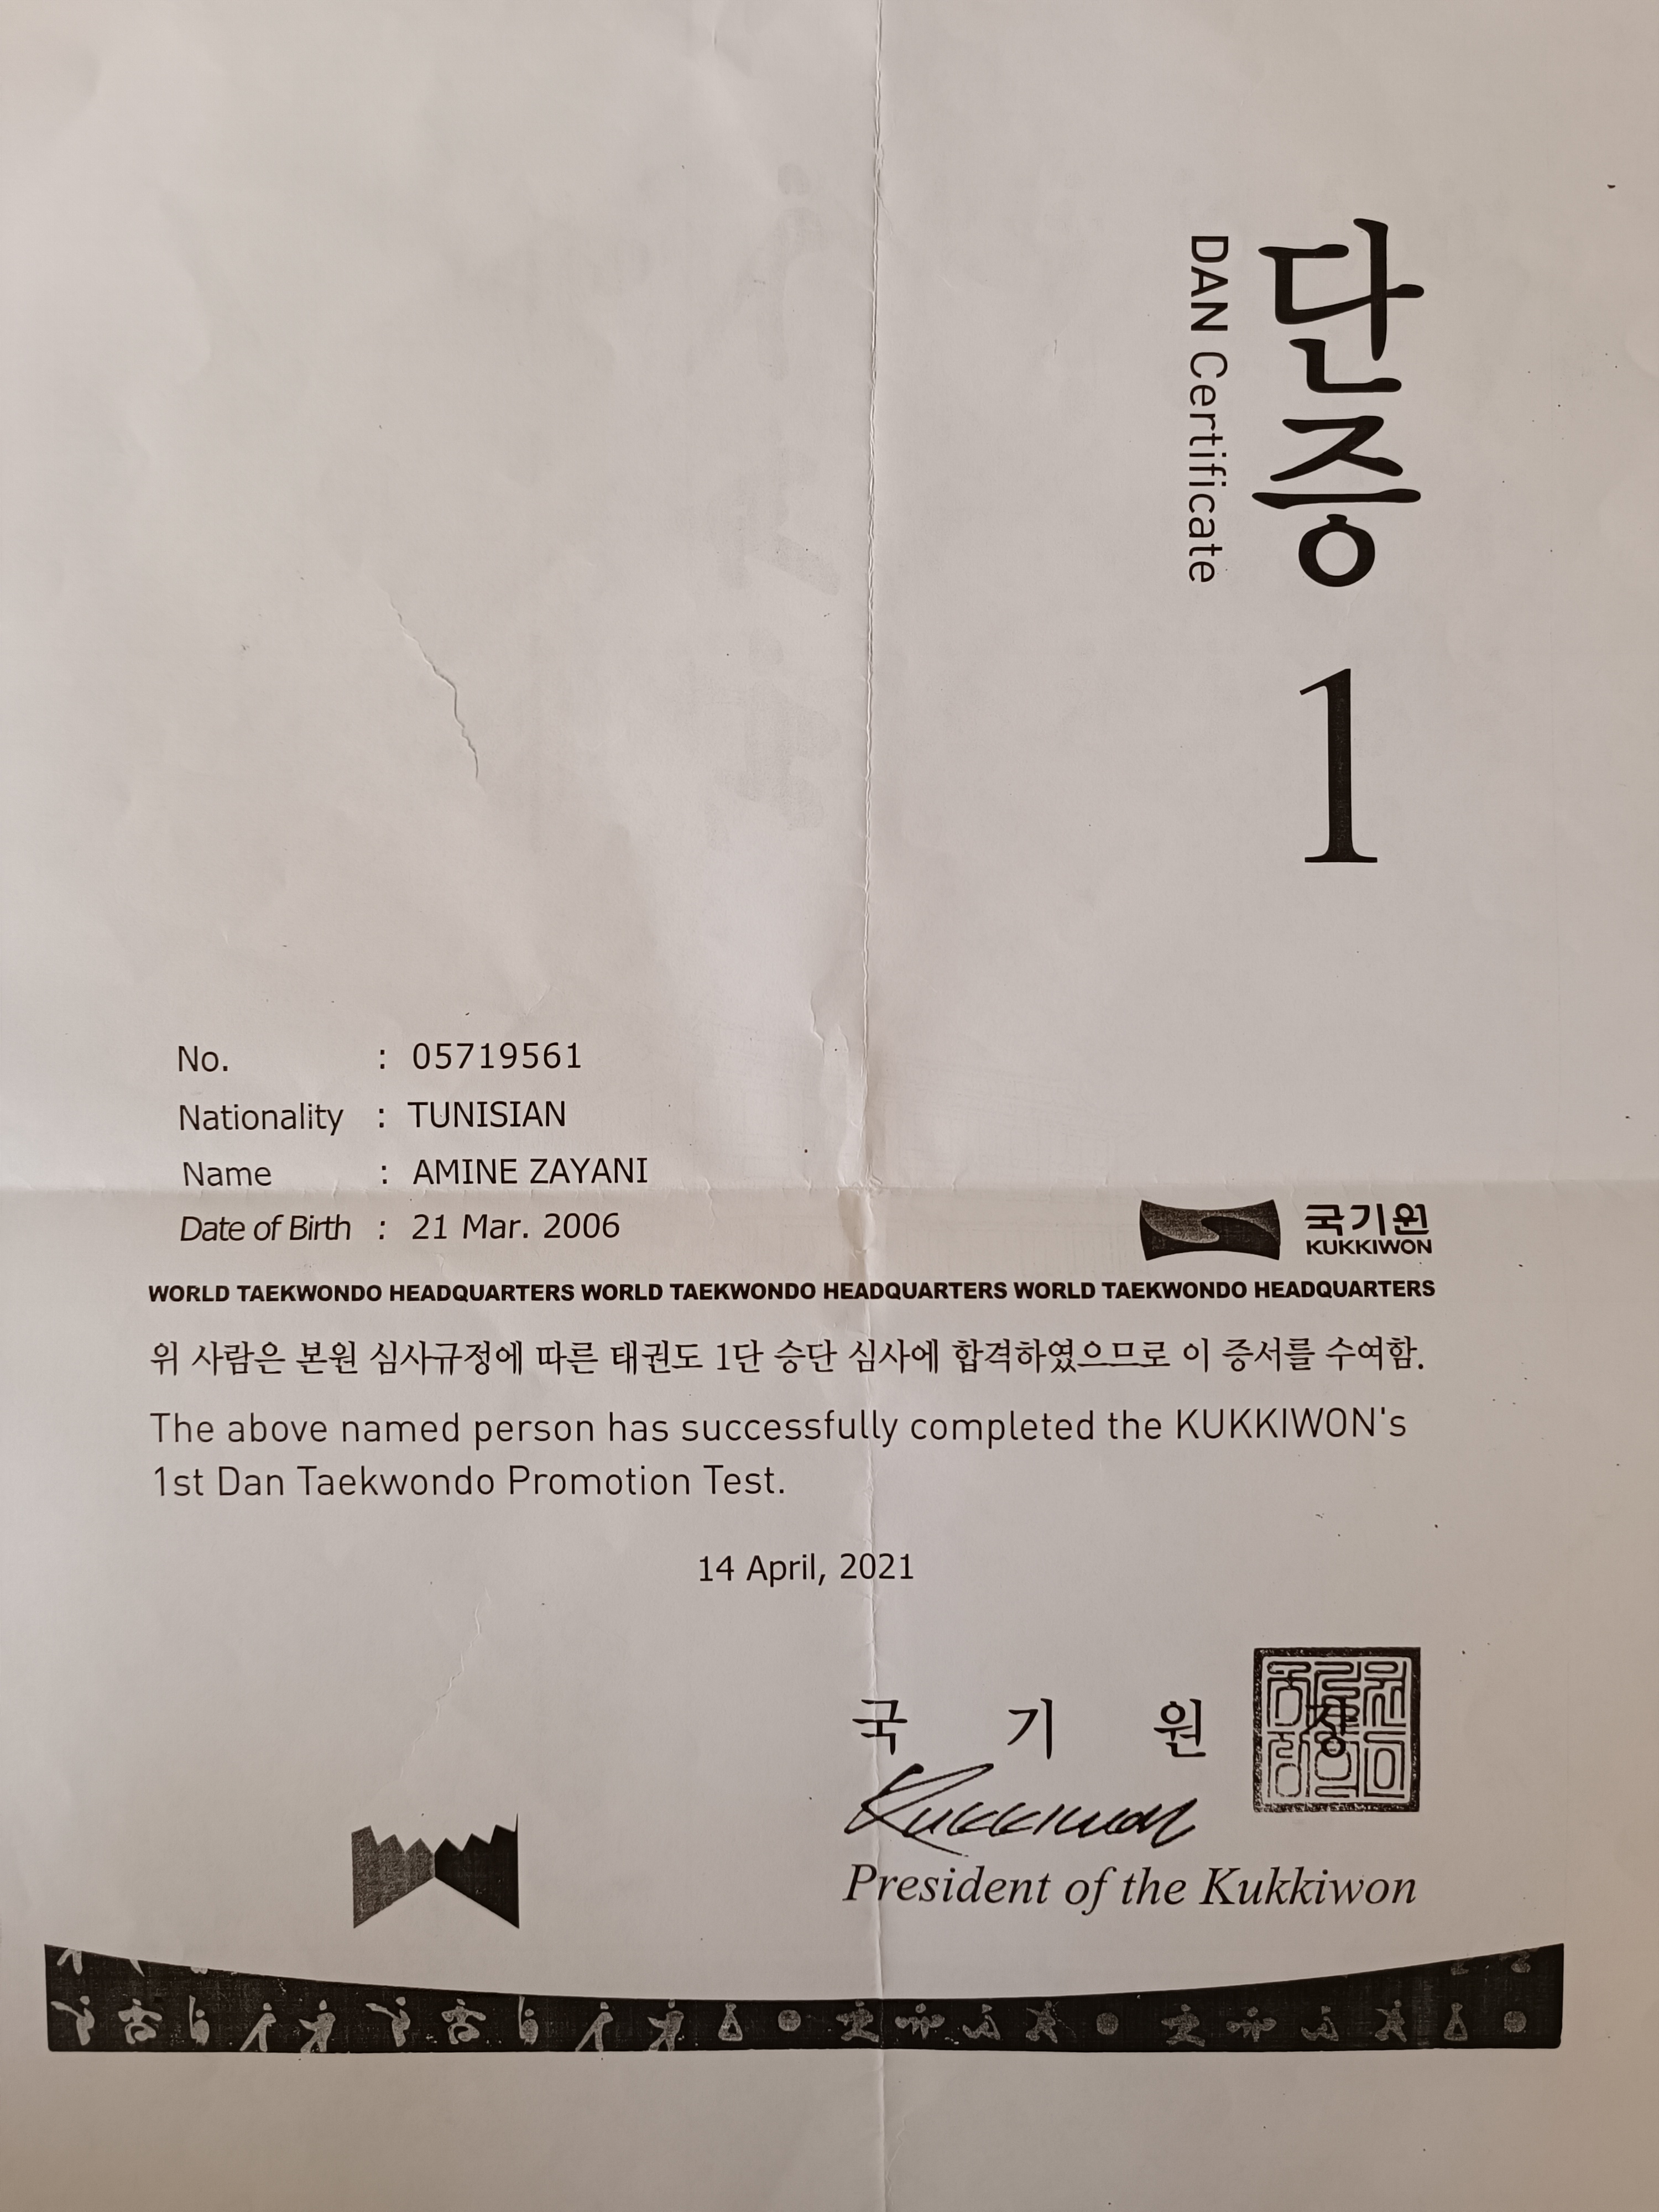 단증
DAN Certificate
1
No. : 05719561
Nationality : TUNISIAN
Name : AMINE ZAYANI
Date of Birth : 21 Mar. 2006
국기원
KUKKIWON
WORLD TAEKWONDO HEADQUARTERS WORLD TAEKWONDO HEADQUARTERS WORLD TAEKWONDO HEADQUARTERS
위 사람은 본원 심사규정에 따른 태권도 1단 승단 심사에 합격하였으므로 이 증서를 수여함.
The above named person has successfully completed the KUKKIWON's
1st Dan Taekwondo Promotion Test.
14 April, 2021
국 기 원 장
Kukkiwon
President of the Kukkiwon